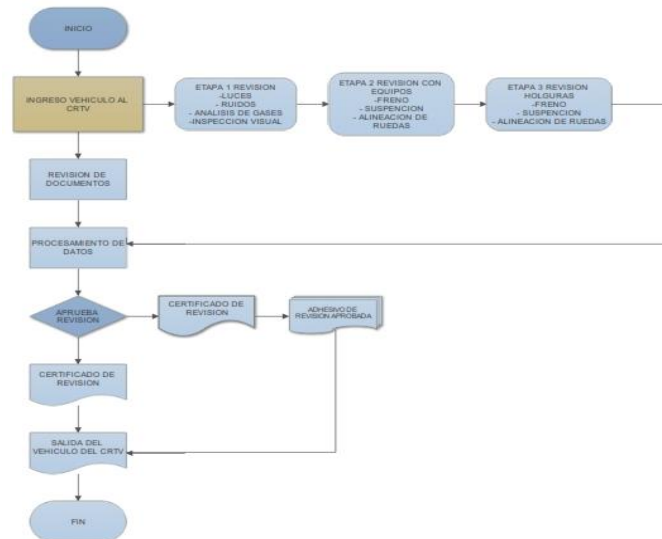 INICIO
INGRESO VEHICULO AL
CRTV
ETAPA 1 REVISION
-LUCES
- RUIDOS
- ANALISIS DE GASES
-INSPECCION VISUAL
ETAPA 2 REVISION CON
EQUIPOS
-FRENO
- SUSPENCION
- ALINEACION DE
RUEDAS
ETAPA 3 REVISION
HOLGURAS
-FRENO
- SUSPENCION
- ALINEACION DE RUEDAS
REVISION DE
DOCUMENTOS
PROCESAMIENTO DE
DATOS
APRUEBA
REVISION
CERTIFICADO DE
REVISION
ADHESIVO DE
REVISION APROBADA
CERTIFICADO DE
REVISION
SALIDA DEL
VEHICULO DEL CRTV
FIN